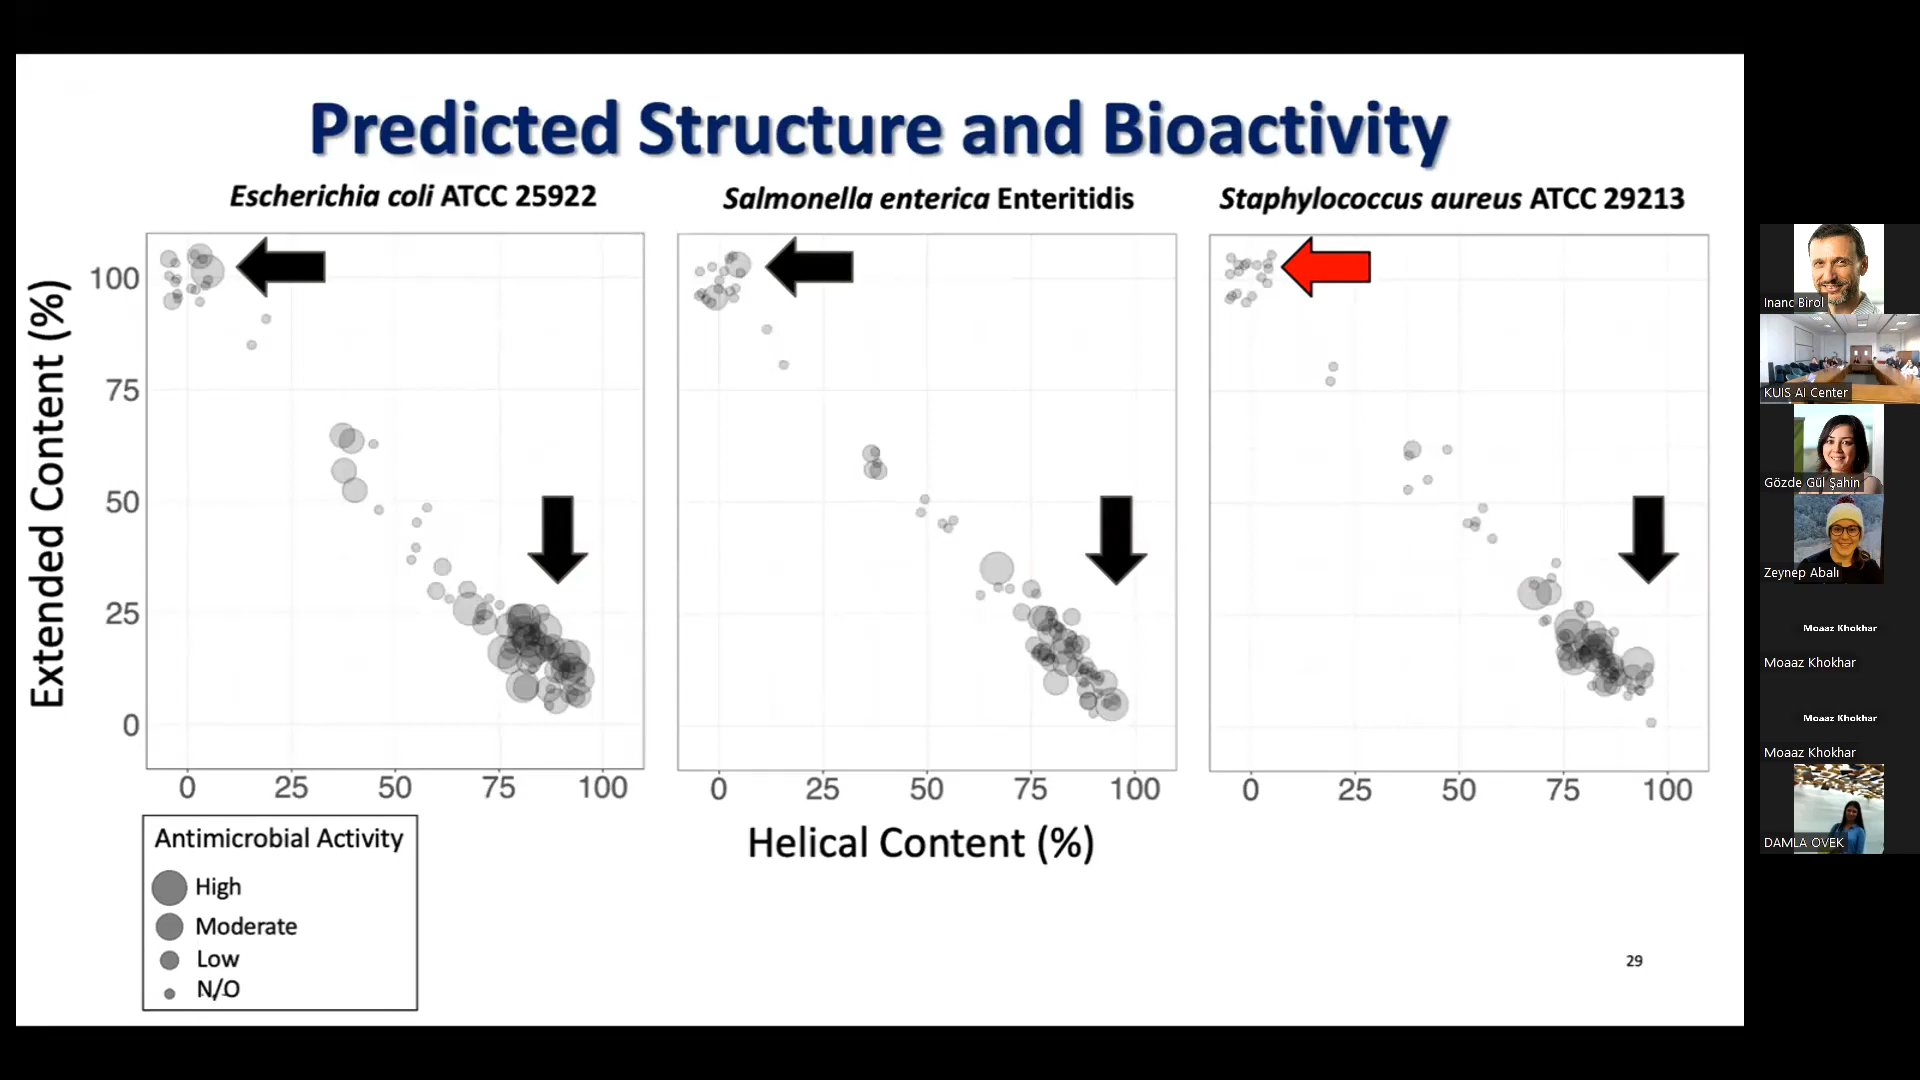 Predicted Structure and Bioactivity
Escherichia coli ATCC 25922
Salmonella enterica Enteritidis
Staphylococcus aureus ATCC 29213
Extended Content (%)
100
75
50
25
0
0 25 50 75 100
0 25 50 75 100
0 25 50 75 100
Helical Content (%)
Antimicrobial Activity
High
Moderate
Low
N/O
29
Inanc Birol
KUIS AI Center
Gözde Gül Şahin
Zeynep Abalı
Moaaz Khokhar
Moaaz Khokhar
Moaaz Khokhar
Moaaz Khokhar
DAMLA OVEK